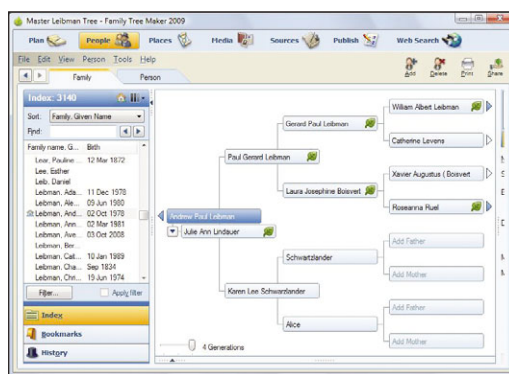 Master Leibman Tree - Family Tree Maker 2009
Plan People Places Media Sources Publish Web Search
File Edit View Person Tools Help
Add Delete Print Share
Family Person
Index: 3140
Sort: Family, Given Name
Find:
Family name, G... Birth
Lear, Pauline ... 12 Mar 1872
Lee, Esther
Leib, Daniel
Leibman, Ada... 11 Dec 1978
Leibman, Ale... 09 Jun 1980
Leibman, And... 02 Oct 1978
Leibman, Ann... 02 Mar 1981
Leibman, Ave... 03 Oct 2008
Leibman, Ber...
Leibman, Cait... 10 Jan 1989
Leibman, Cha... Sep 1834
Leibman, Chri... 19 Jun 1974
Filter... Apply filter
Index
Bookmarks
History
William Albert Leibman
Gerard Paul Leibman
Catherine Levens
Paul Gerard Leibman
Xavier Augustus ( Boisvert
Laura Josephine Boisvert
Roseanna Ruel
Andrew Paul Leibman
Julie Ann Lindauer
Add Father
Schwartzlander
Add Mother
Karen Lee Schwarzlander
Add Father
Alice
Add Mother
4 Generations